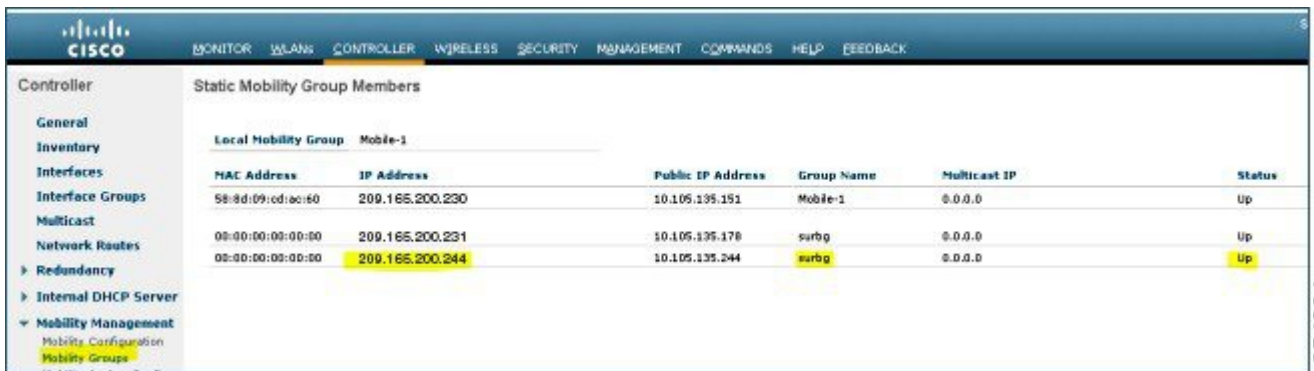 CISCO
MONITOR WLANs CONTROLLER WIRELESS SECURITY MANAGEMENT COMMANDS HELP FEEDBACK
Controller
General
Inventory
Interfaces
Interface Groups
Multicast
Network Routes
Redundancy
Internal DHCP Server
Mobility Management
Mobility Configuration
Mobility Groups
Static Mobility Group Members
Local Mobility Group Mobile-1
MAC Address IP Address Public IP Address Group Name Multicast IP Status
58:8d:09:cd:ac:60 209.165.200.230 10.105.135.151 Mobile-1 0.0.0.0 Up
00:00:00:00:00:00 209.165.200.231 10.105.135.178 surbg 0.0.0.0 Up
00:00:00:00:00:00 209.165.200.244 10.105.135.244 surbg 0.0.0.0 Up